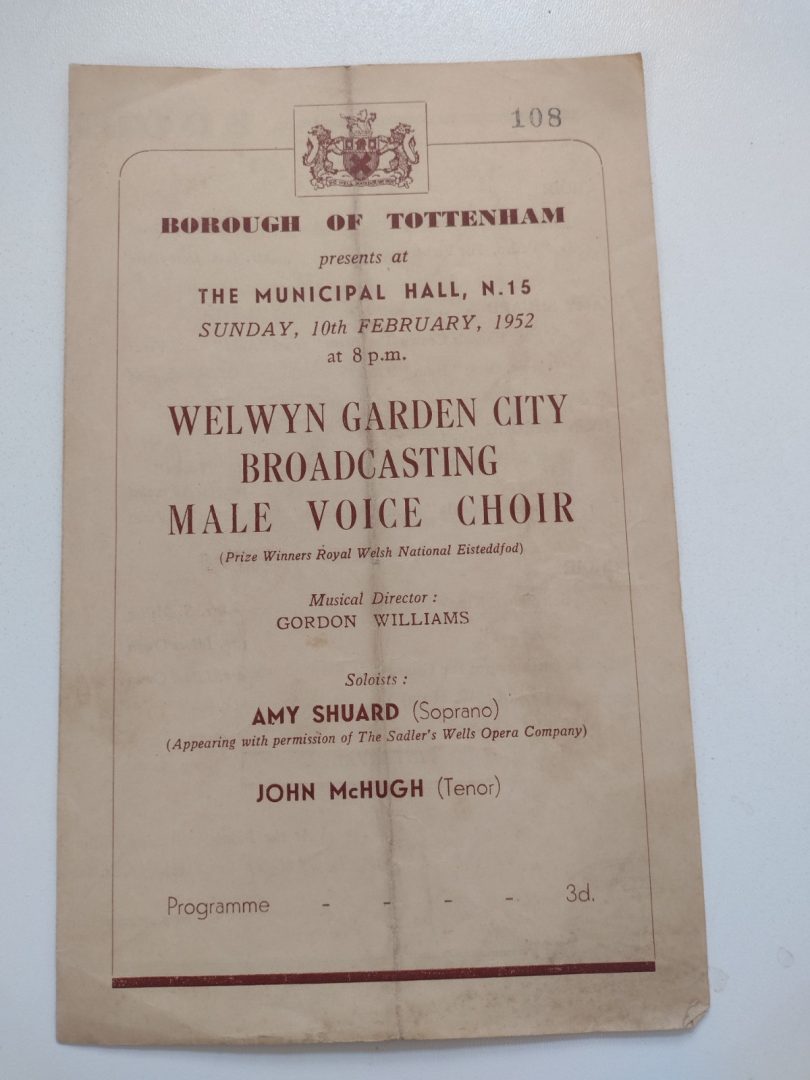 108
BOROUGH OF TOTTENHAM
presents at
THE MUNICIPAL HALL, N.15
SUNDAY, 10th FEBRUARY, 1952
at 8 p.m.
WELWYN GARDEN CITY
BROADCASTING
MALE VOICE CHOIR
(Prize Winners Royal Welsh National Eisteddfod)
Musical Director :
GORDON WILLIAMS
Soloists :
AMY SHUARD (Soprano)
(Appearing with permission of The Sadler's Wells Opera Company)
JOHN McHUGH (Tenor)
Programme - - - - 3d.